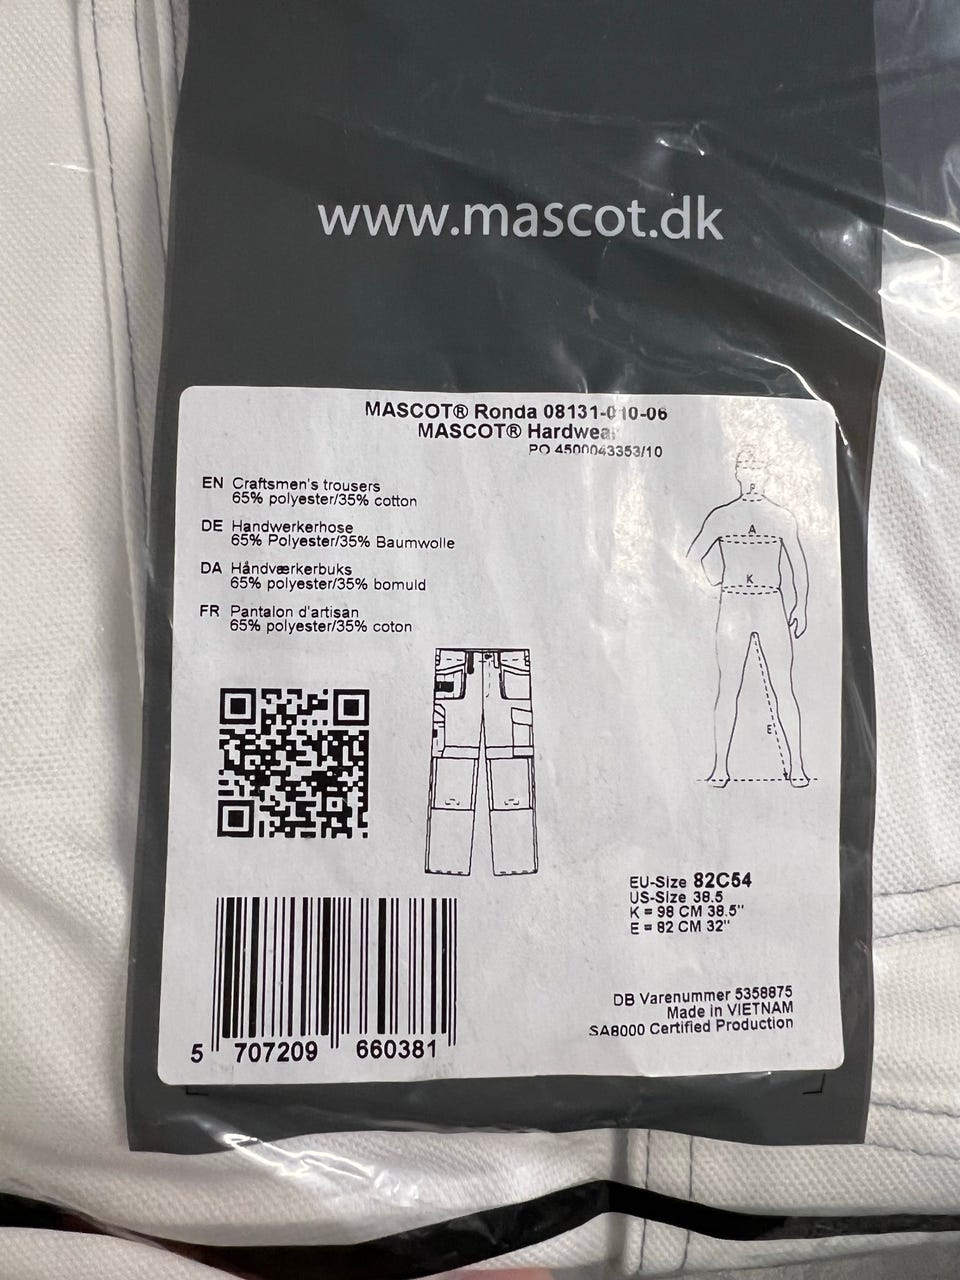 www.mascot.dk
MASCOT® Ronda 08131-010-06
MASCOT® Hardwear
PO 4500043353/10
EN Craftsmen's trousers
65% polyester/35% cotton
DE Handwerkerhose
65% Polyester/35% Baumwolle
DA Håndværkerbuks
65% polyester/35% bomuld
FR Pantalon d'artisan
65% polyester/35% coton
A
K
E
EU-Size 82C54
US-Size 38.5
K = 98 CM 38.5"
E = 82 CM 32"
DB Varenummer 5358875
Made in VIETNAM
SA8000 Certified Production
5 707209 660381